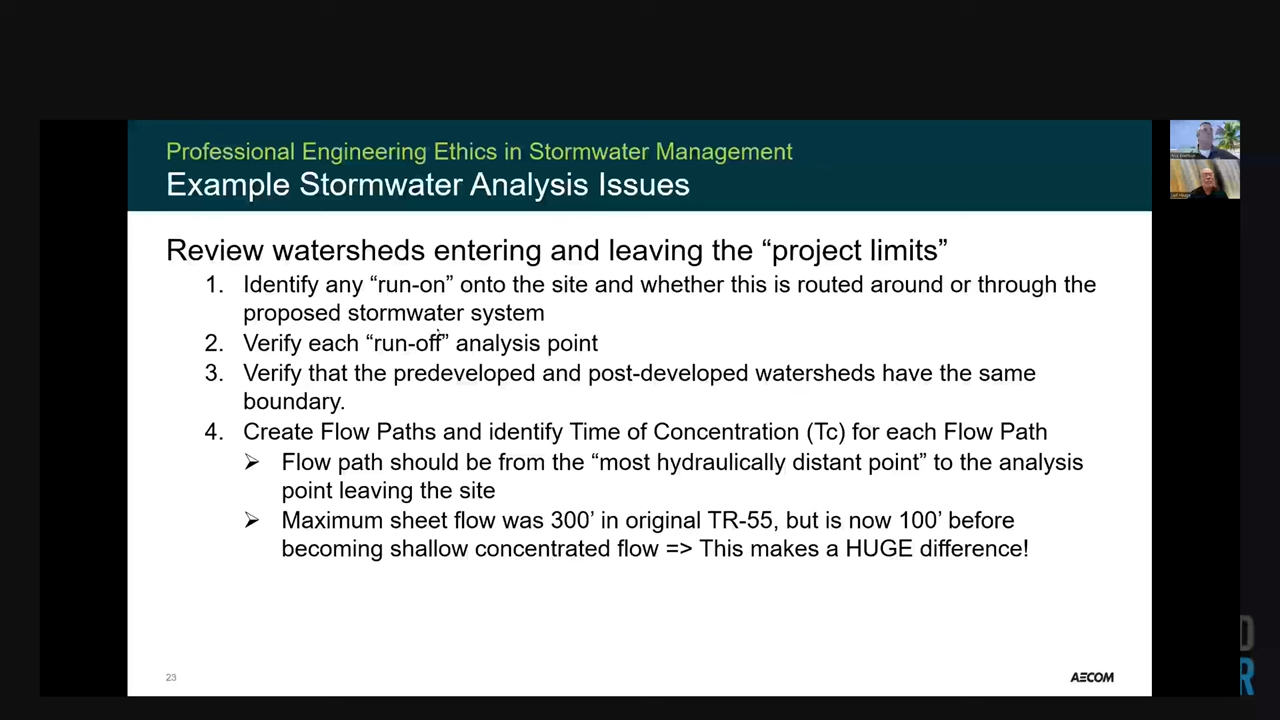 Professional Engineering Ethics in Stormwater Management
Example Stormwater Analysis Issues
Review watersheds entering and leaving the “project limits”
1. Identify any “run-on” onto the site and whether this is routed around or through the
proposed stormwater system
2. Verify each “run-off” analysis point
3. Verify that the predeveloped and post-developed watersheds have the same
boundary.
4. Create Flow Paths and identify Time of Concentration (Tc) for each Flow Path
➢ Flow path should be from the “most hydraulically distant point” to the analysis
point leaving the site
➢ Maximum sheet flow was 300’ in original TR-55, but is now 100’ before
becoming shallow concentrated flow => This makes a HUGE difference!
23
AECOM
D
R